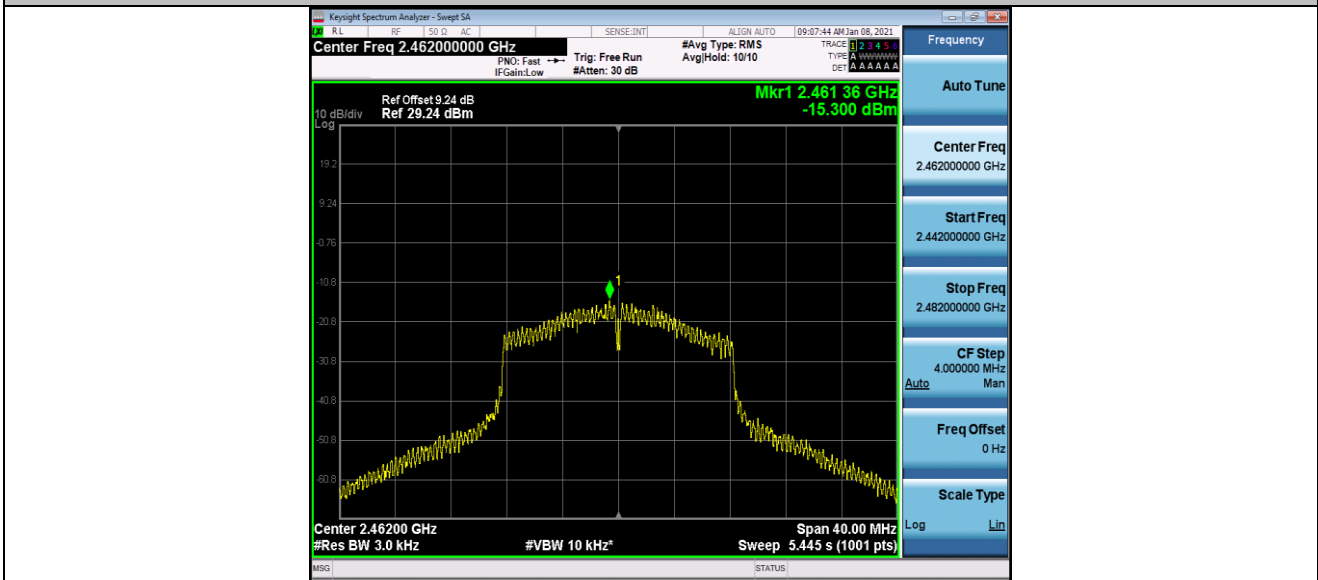 Keysight Spectrum Analyzer - Swept SA
RL RF 50 Ω AC SENSE:INT ALIGN AUTO 09:07:44 AM Jan 08, 2021
Center Freq 2.462000000 GHz
PNO: Fast
IFGain:Low
Trig: Free Run
#Atten: 30 dB
#Avg Type: RMS
Avg|Hold: 10/10
TRACE 1 2 3 4 5 6
TYPE A WWWWW
DET A A A A A A
Mkr1 2.461 36 GHz
-15.300 dBm
Ref Offset 9.24 dB
10 dB/div Ref 29.24 dBm
Log
19.2
9.24
-0.76
-10.8
-20.8
-30.8
-40.8
-50.8
-60.8
1
Center 2.46200 GHz Span 40.00 MHz
#Res BW 3.0 kHz #VBW 10 kHz* Sweep 5.445 s (1001 pts)
MSG STATUS
Frequency
Auto Tune
Center Freq
2.462000000 GHz
Start Freq
2.442000000 GHz
Stop Freq
2.482000000 GHz
CF Step
4.000000 MHz
Auto Man
Freq Offset
0 Hz
Scale Type
Log Lin